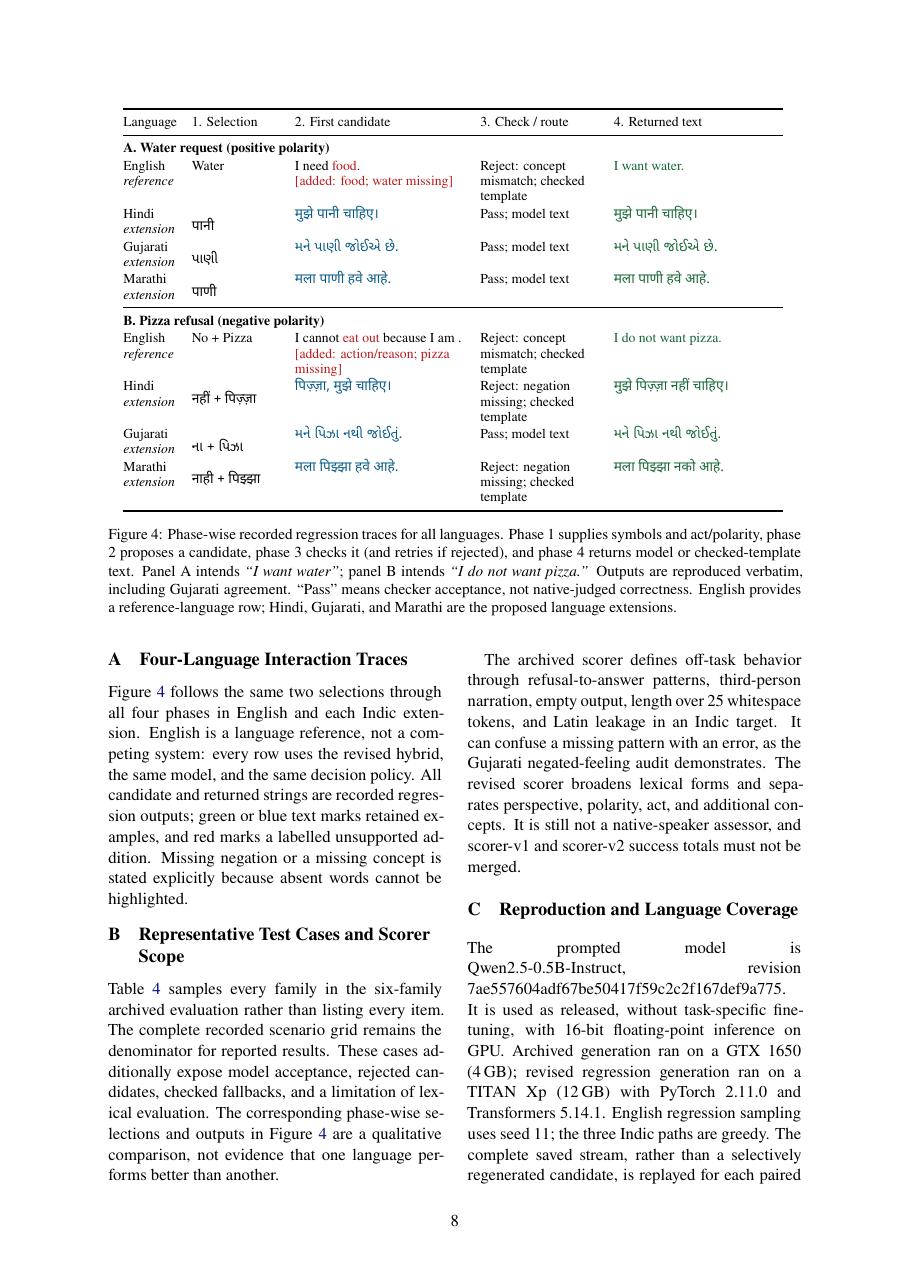 Language 1. Selection 2. First candidate 3. Check / route 4. Returned text
A. Water request (positive polarity)
English Water I need food. Reject: concept I want water.
reference [added: food; water missing] mismatch; checked
template
Hindi मुझे पानी चाहिए। Pass; model text मुझे पानी चाहिए।
extension पानी
Gujarati મને પાણી જોઈએ છે. Pass; model text મને પાણી જોઈએ છે.
extension પાણી
Marathi मला पाणी हवे आहे. Pass; model text मला पाणी हवे आहे.
extension पाणी
B. Pizza refusal (negative polarity)
English No + Pizza I cannot eat out because I am . Reject: concept I do not want pizza.
reference [added: action/reason; pizza mismatch; checked
missing] template
Hindi पिज़्ज़ा, मुझे चाहिए। Reject: negation मुझे पिज़्ज़ा नहीं चाहिए।
extension नहीं + पिज़्ज़ा missing; checked
template
Gujarati મને પિઝા નથી જોઈતું. Pass; model text મને પિઝા નથી જોઈતું.
extension ના + પિઝા
Marathi मला पिझ्झा हवे आहे. Reject: negation मला पिझ्झा नको आहे.
extension नाही + पिझ्झा missing; checked
template
Figure 4: Phase-wise recorded regression traces for all languages. Phase 1 supplies symbols and act/polarity, phase
2 proposes a candidate, phase 3 checks it (and retries if rejected), and phase 4 returns model or checked-template
text. Panel A intends “I want water”; panel B intends “I do not want pizza.” Outputs are reproduced verbatim,
including Gujarati agreement. “Pass” means checker acceptance, not native-judged correctness. English provides
a reference-language row; Hindi, Gujarati, and Marathi are the proposed language extensions.
A Four-Language Interaction Traces
Figure 4 follows the same two selections through
all four phases in English and each Indic exten-
sion. English is a language reference, not a com-
peting system: every row uses the revised hybrid,
the same model, and the same decision policy. All
candidate and returned strings are recorded regres-
sion outputs; green or blue text marks retained ex-
amples, and red marks a labelled unsupported ad-
dition. Missing negation or a missing concept is
stated explicitly because absent words cannot be
highlighted.
B Representative Test Cases and Scorer
Scope
Table 4 samples every family in the six-family
archived evaluation rather than listing every item.
The complete recorded scenario grid remains the
denominator for reported results. These cases ad-
ditionally expose model acceptance, rejected can-
didates, checked fallbacks, and a limitation of lex-
ical evaluation. The corresponding phase-wise se-
lections and outputs in Figure 4 are a qualitative
comparison, not evidence that one language per-
forms better than another.
The archived scorer defines off-task behavior
through refusal-to-answer patterns, third-person
narration, empty output, length over 25 whitespace
tokens, and Latin leakage in an Indic target. It
can confuse a missing pattern with an error, as the
Gujarati negated-feeling audit demonstrates. The
revised scorer broadens lexical forms and sepa-
rates perspective, polarity, act, and additional con-
cepts. It is still not a native-speaker assessor, and
scorer-v1 and scorer-v2 success totals must not be
merged.
C Reproduction and Language Coverage
The prompted model is
Qwen2.5-0.5B-Instruct, revision
7ae557604adf67be50417f59c2c2f167def9a775.
It is used as released, without task-specific fine-
tuning, with 16-bit floating-point inference on
GPU. Archived generation ran on a GTX 1650
(4 GB); revised regression generation ran on a
TITAN Xp (12 GB) with PyTorch 2.11.0 and
Transformers 5.14.1. English regression sampling
uses seed 11; the three Indic paths are greedy. The
complete saved stream, rather than a selectively
regenerated candidate, is replayed for each paired
8